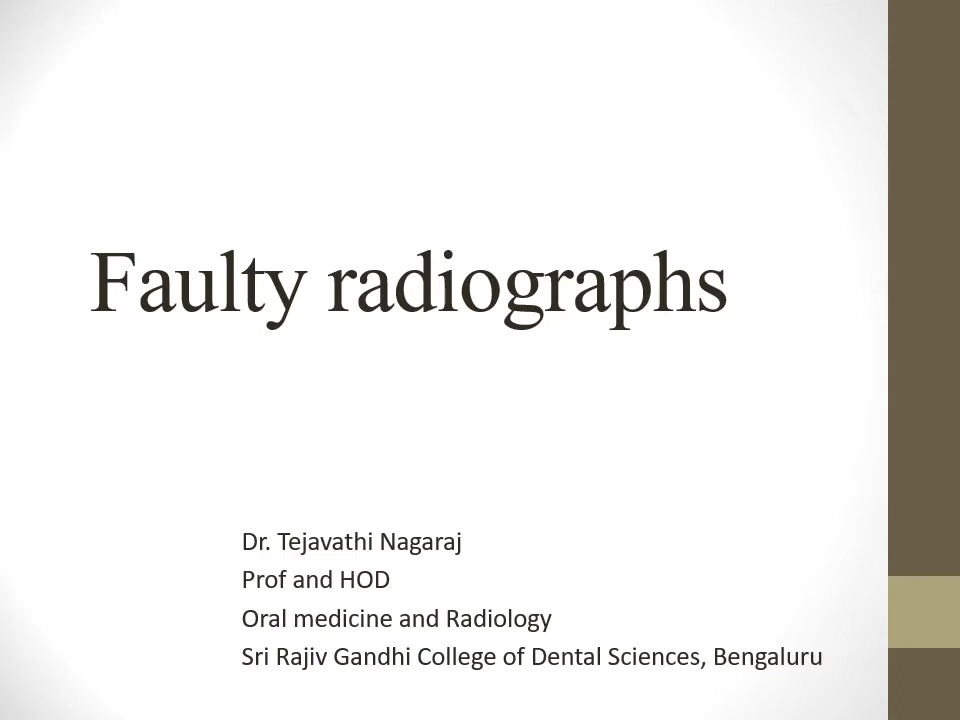 Faulty radiographs
Dr. Tejavathi Nagaraj
Prof and HOD
Oral medicine and Radiology
Sri Rajiv Gandhi College of Dental Sciences, Bengaluru